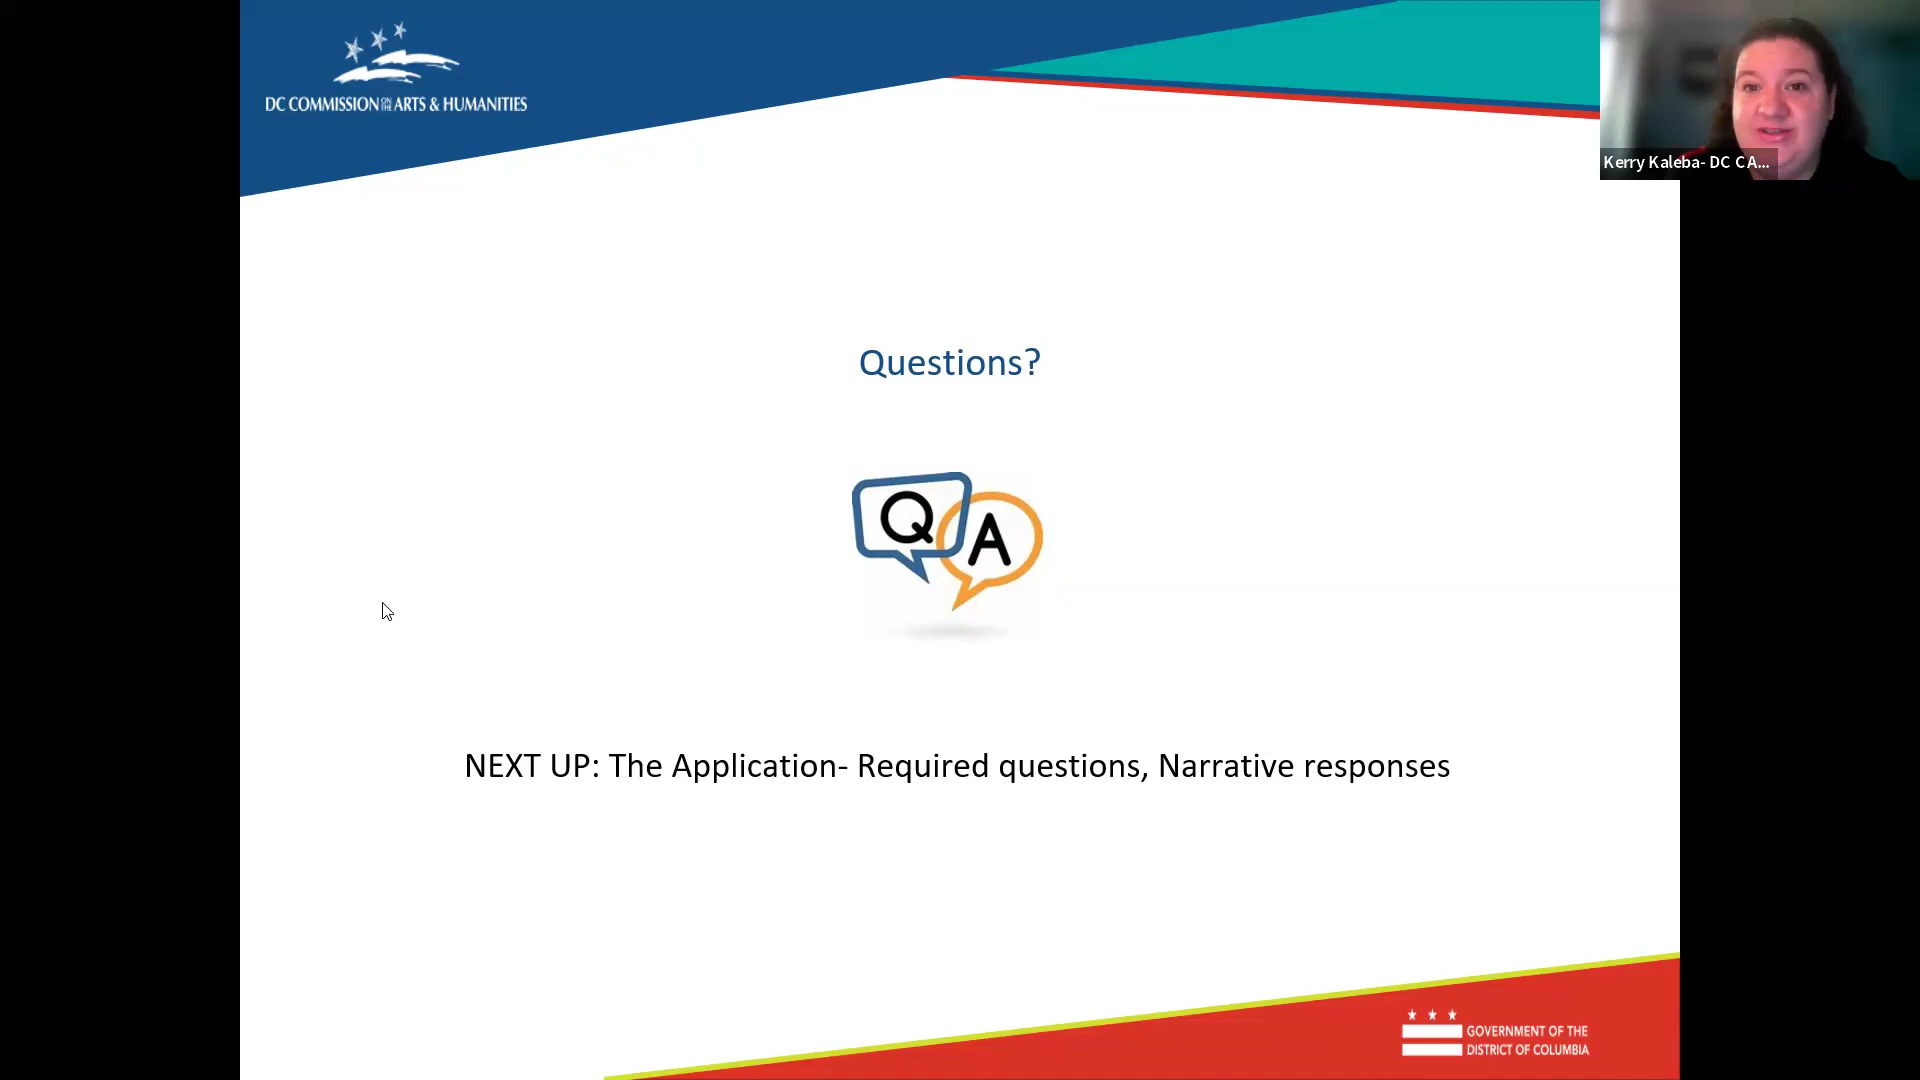 DC COMMISSION ON THE ARTS & HUMANITIES
Kerry Kaleba- DC CA...
Questions?
Q
A
NEXT UP: The Application- Required questions, Narrative responses
GOVERNMENT OF THE
DISTRICT OF COLUMBIA